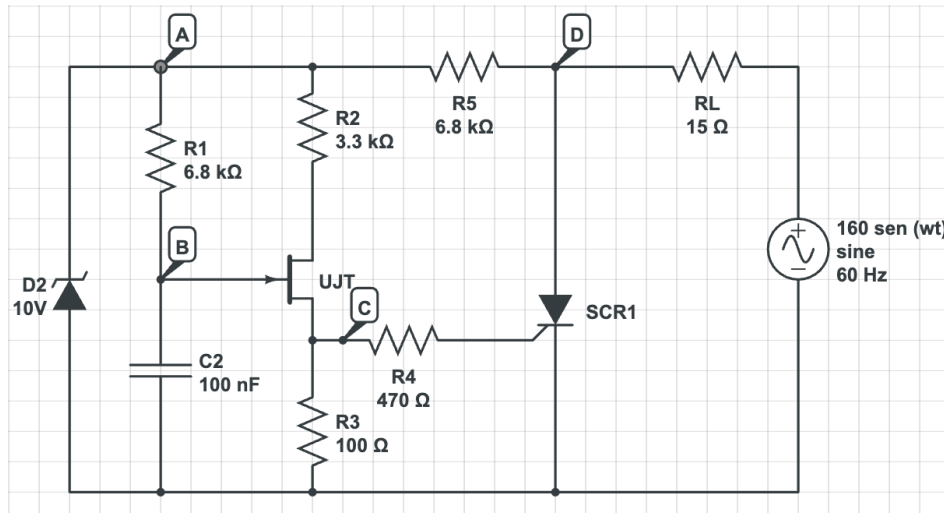 A
D
R5
6.8 kΩ
RL
15 Ω
R2
3.3 kΩ
R1
6.8 kΩ
B
160 sen (wt)
sine
60 Hz
D2
10V
UJT
C
SCR1
C2
100 nF
R4
470 Ω
R3
100 Ω